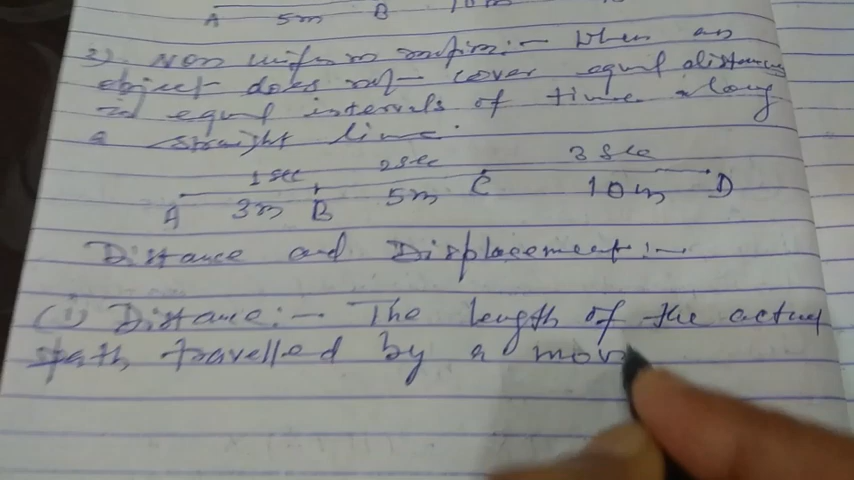 A 5m B 10m
2) Non uniform motion:- When an
object does not cover equal distance
in equal intervals of time along
a straight line.
1 sec 2 sec 3 sec
A 3m B 5m C 10m D
Distance and Displacement:-
(i) Distance:- The length of the actual
path travelled by a mov